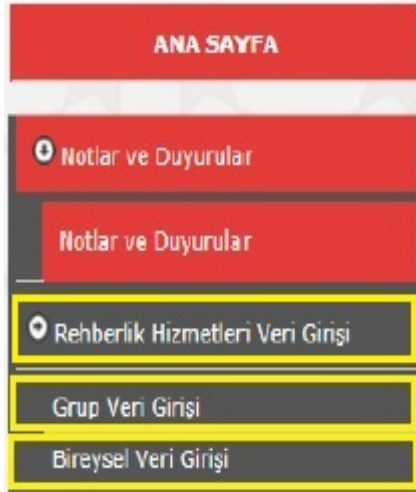 ANA SAYFA
Notlar ve Duyurular
Notlar ve Duyurular
Rehberlik Hizmetleri Veri Girişi
Grup Veri Girişi
Bireysel Veri Girişi